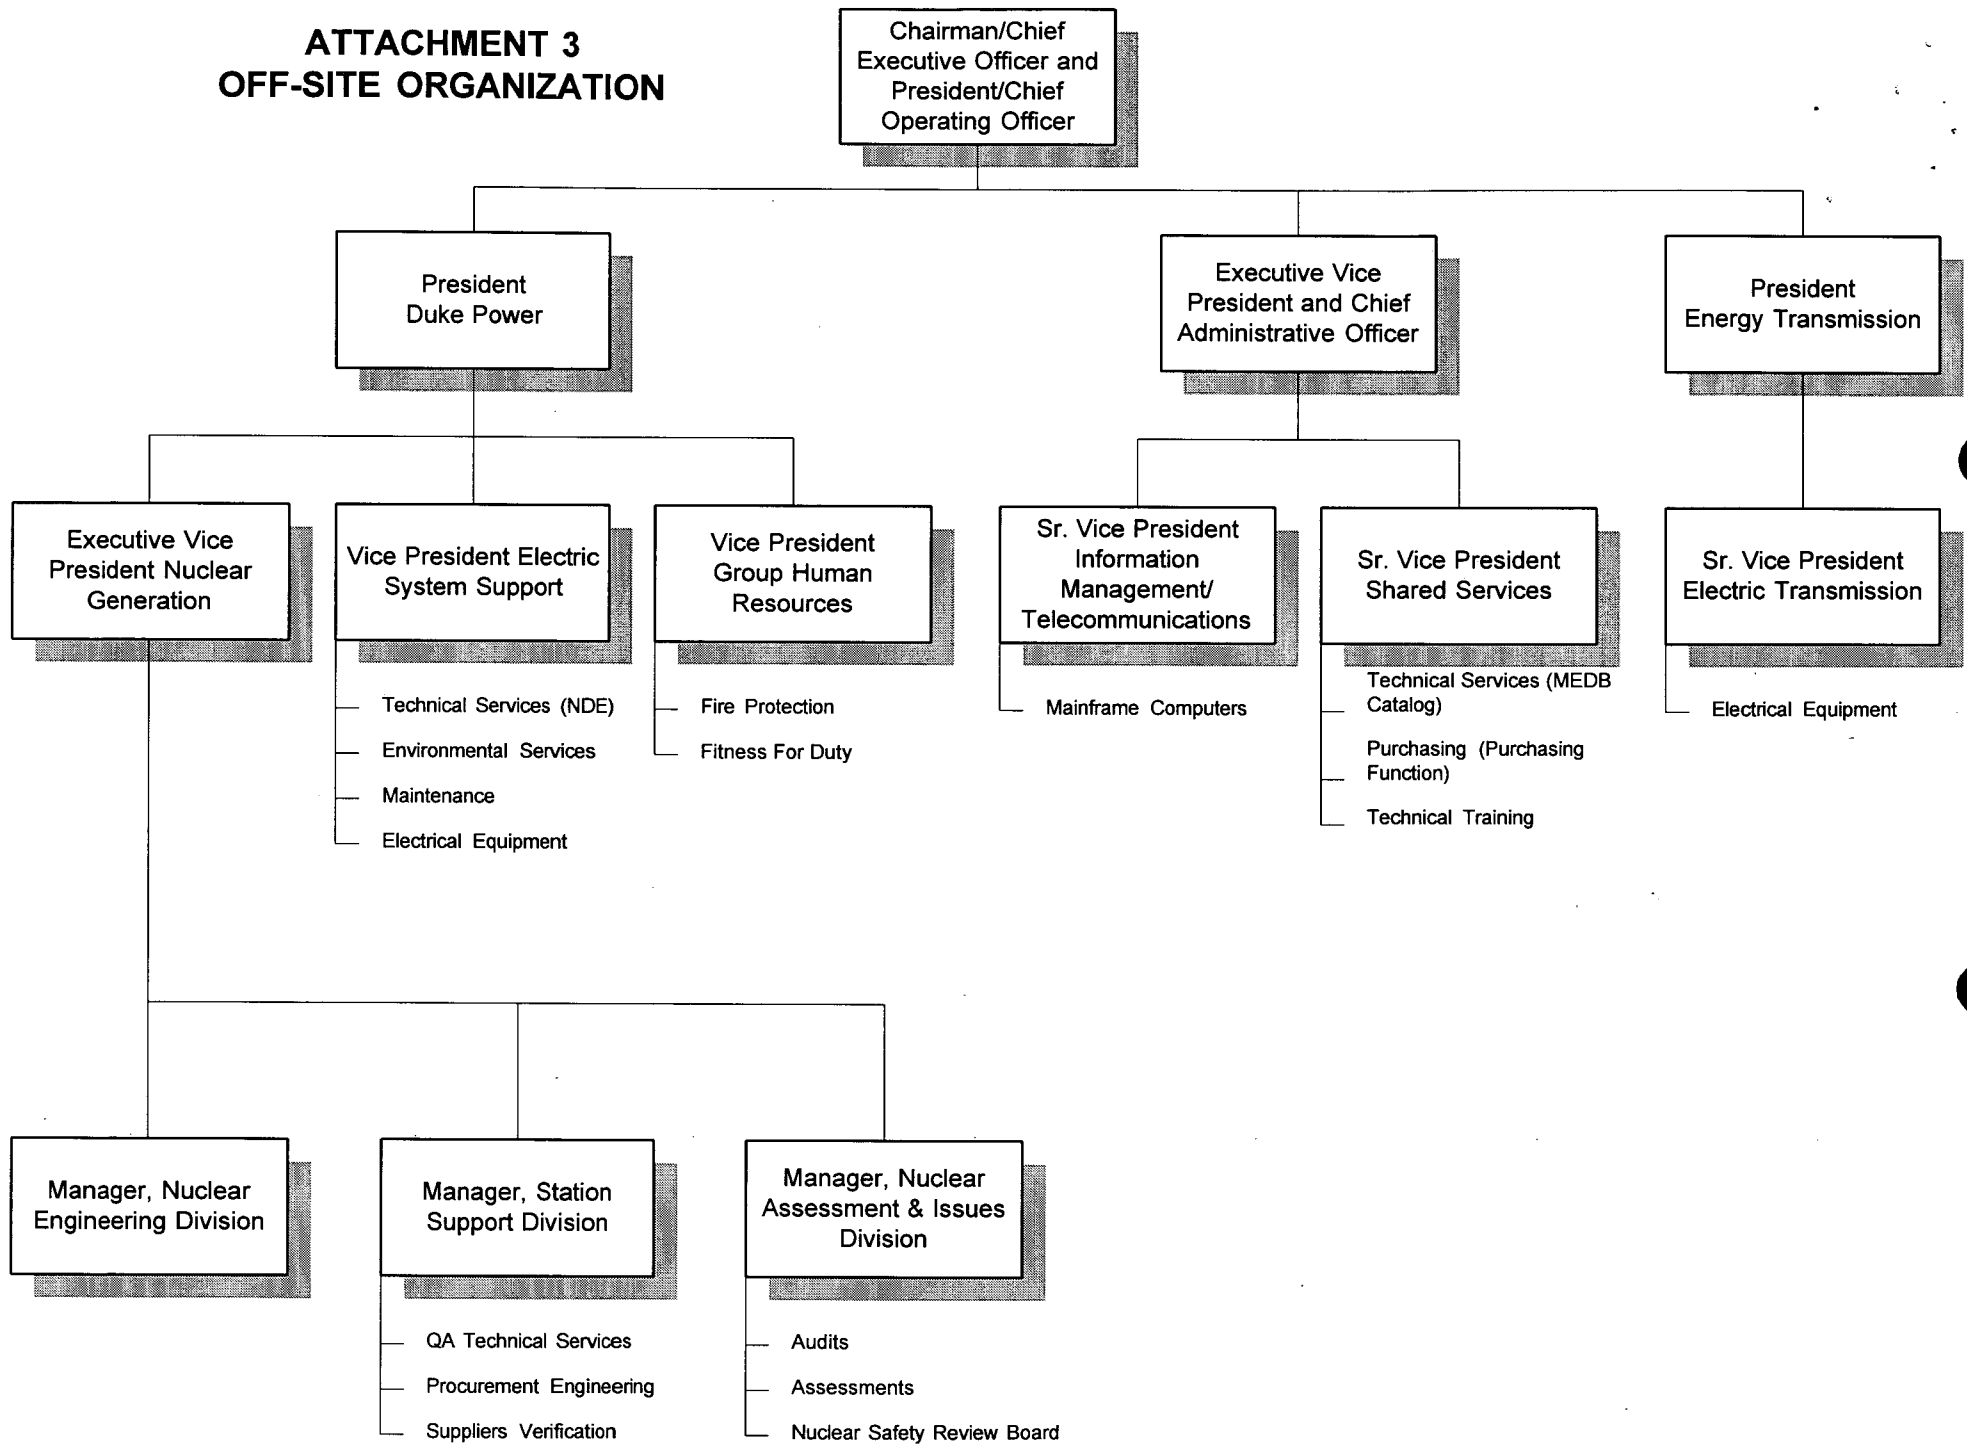 ATTACHMENT 3
OFF-SITE ORGANIZATION
Chairman/Chief
Executive Officer and
President/Chief
Operating Officer
President
Duke Power
Executive Vice
President and Chief
Administrative Officer
President
Energy Transmission
Executive Vice
President Nuclear
Generation
Vice President Electric
System Support
Technical Services (NDE)
Environmental Services
Maintenance
Electrical Equipment
Vice President
Group Human
Resources
Fire Protection
Fitness For Duty
Sr. Vice President
Information
Management/
Telecommunications
Mainframe Computers
Sr. Vice President
Shared Services
Technical Services (MEDB
Catalog)
Purchasing (Purchasing
Function)
Technical Training
Sr. Vice President
Electric Transmission
Electrical Equipment
Manager, Nuclear
Engineering Division
Manager, Station
Support Division
QA Technical Services
Procurement Engineering
Suppliers Verification
Manager, Nuclear
Assessment & Issues
Division
Audits
Assessments
Nuclear Safety Review Board